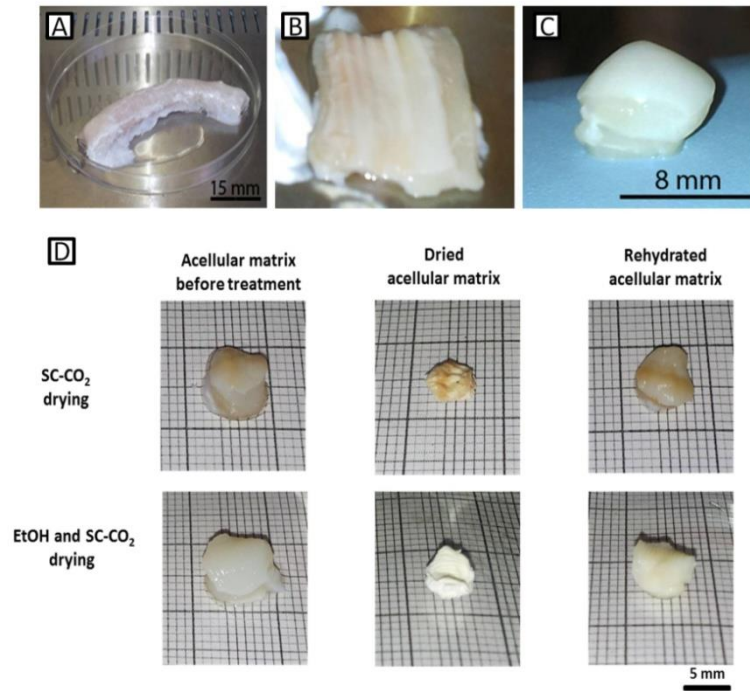 A
B
C
15 mm
8 mm
D
Acellular matrix
before treatment
Dried
acellular matrix
Rehydrated
acellular matrix
SC-CO₂
drying
EtOH and SC-CO₂
drying
5 mm